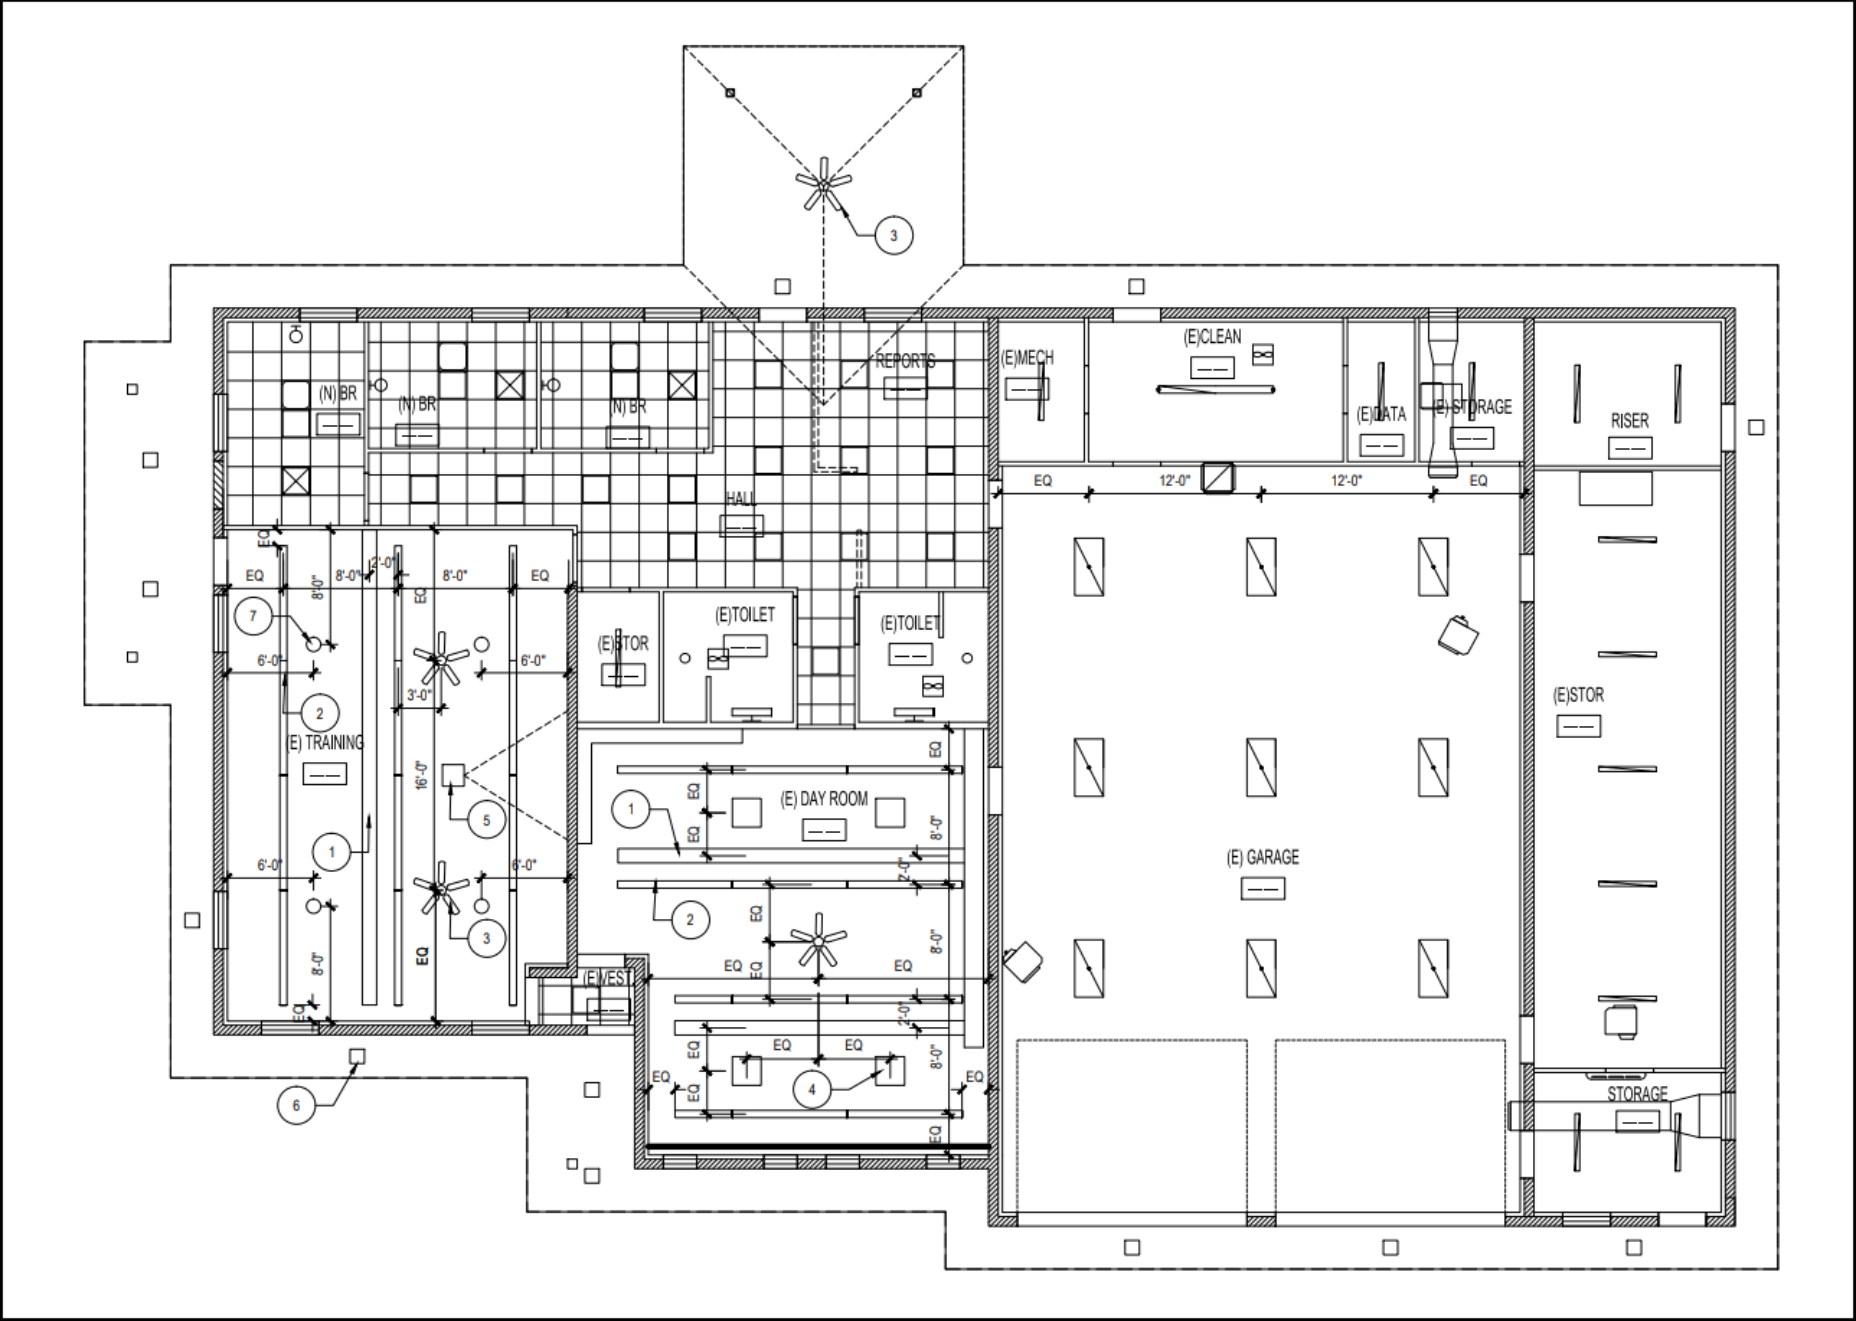 3
REPORTS
(E)MECH
(E)CLEAN
(N) BR
(N) BR
(N) BR
(E)DATA
(E) STORAGE
RISER
HALL
EQ
12'-0"
12'-0"
EQ
EQ
EQ
8'-0"
8'-0"
2'-0"
EQ
8'-0"
EQ
7
(E)STOR
(E)TOILET
(E)TOILET
6'-0"
6'-0"
3'-0"
2
(E) TRAINING
(E)STOR
EQ
16'-0"
5
EQ
1
(E) DAY ROOM
EQ
8'-0"
1
6'-0"
6'-0"
2'-0"
(E) GARAGE
2
EQ
3
EQ
8'-0"
8'-0"
EQ
EQ
EQ
(E)VEST.
EQ
2'-0"
EQ
EQ
EQ
8'-0"
EQ
EQ
4
EQ
6
STORAGE
EQ